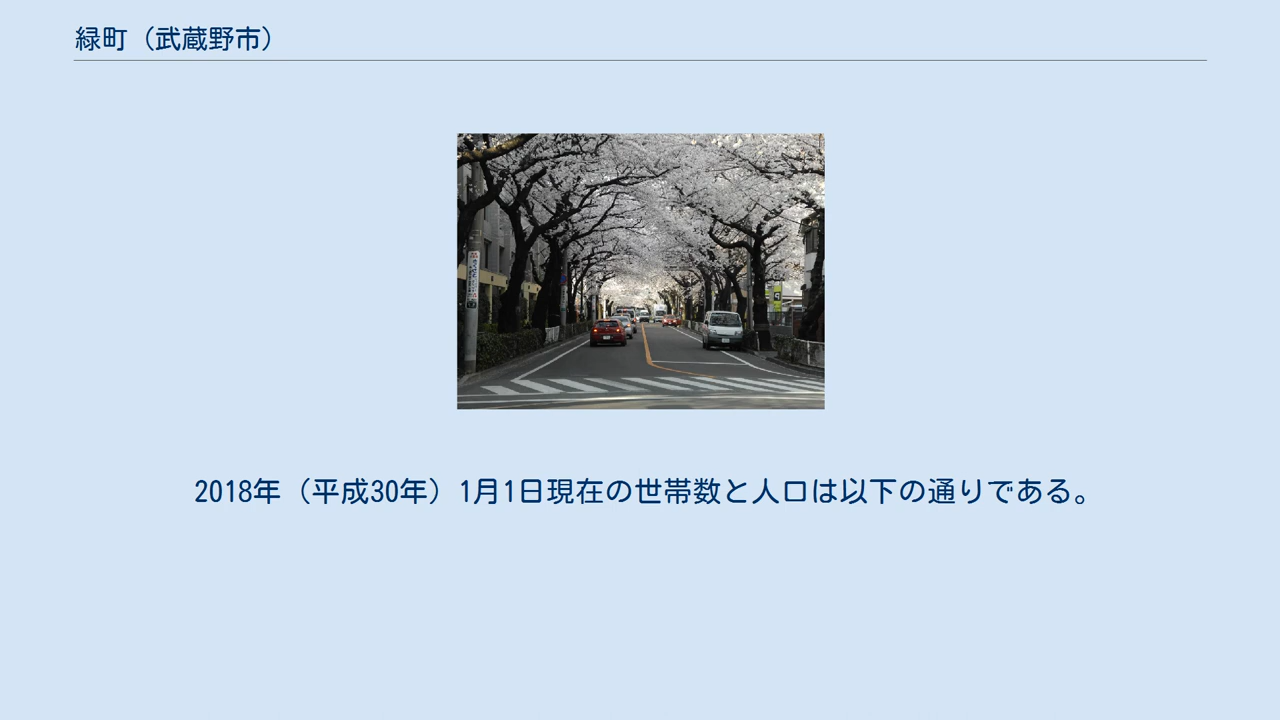 緑町（武蔵野市）
2018年（平成30年）1月1日現在の世帯数と人口は以下の通りである。